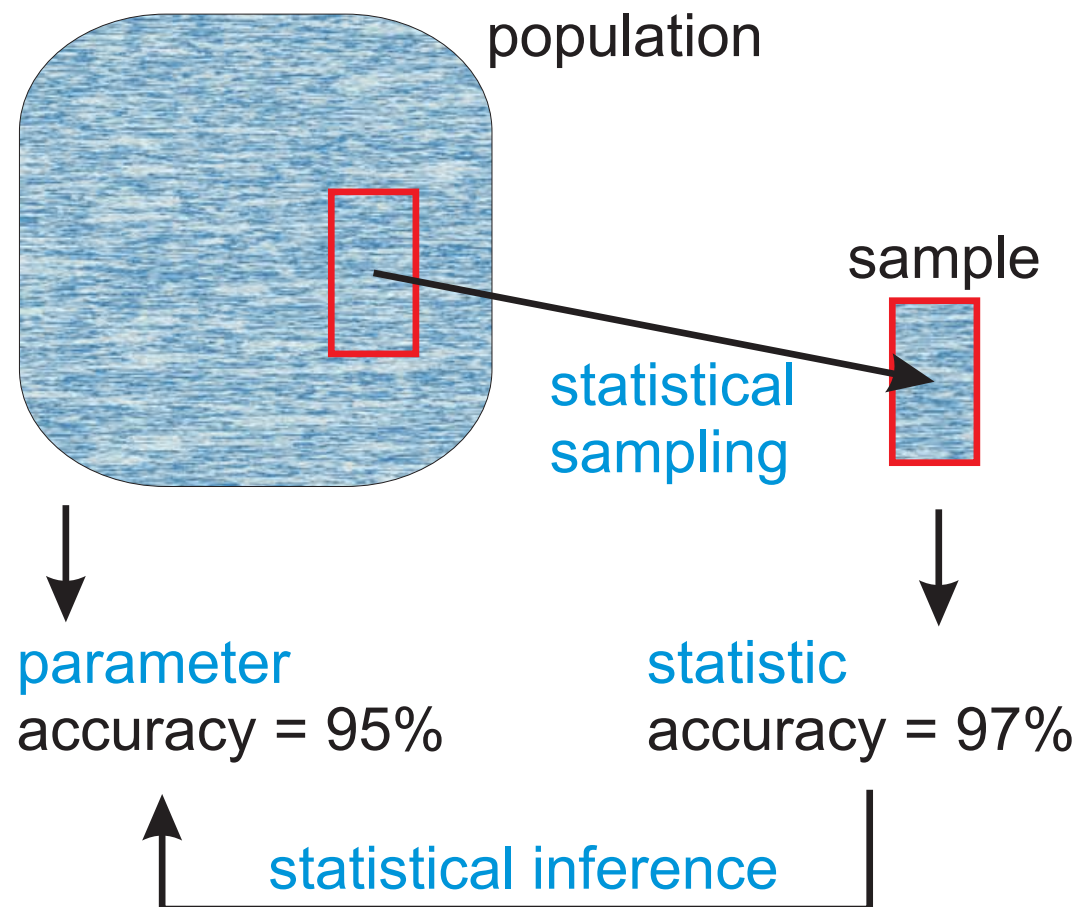 population
sample
statistical
sampling
parameter
accuracy = 95%
statistic
accuracy = 97%
statistical inference